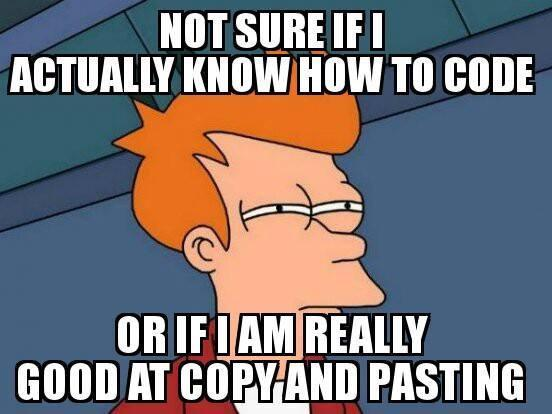 NOT SURE IF I
ACTUALLY KNOW HOW TO CODE
OR IF I AM REALLY
GOOD AT COPY AND PASTING